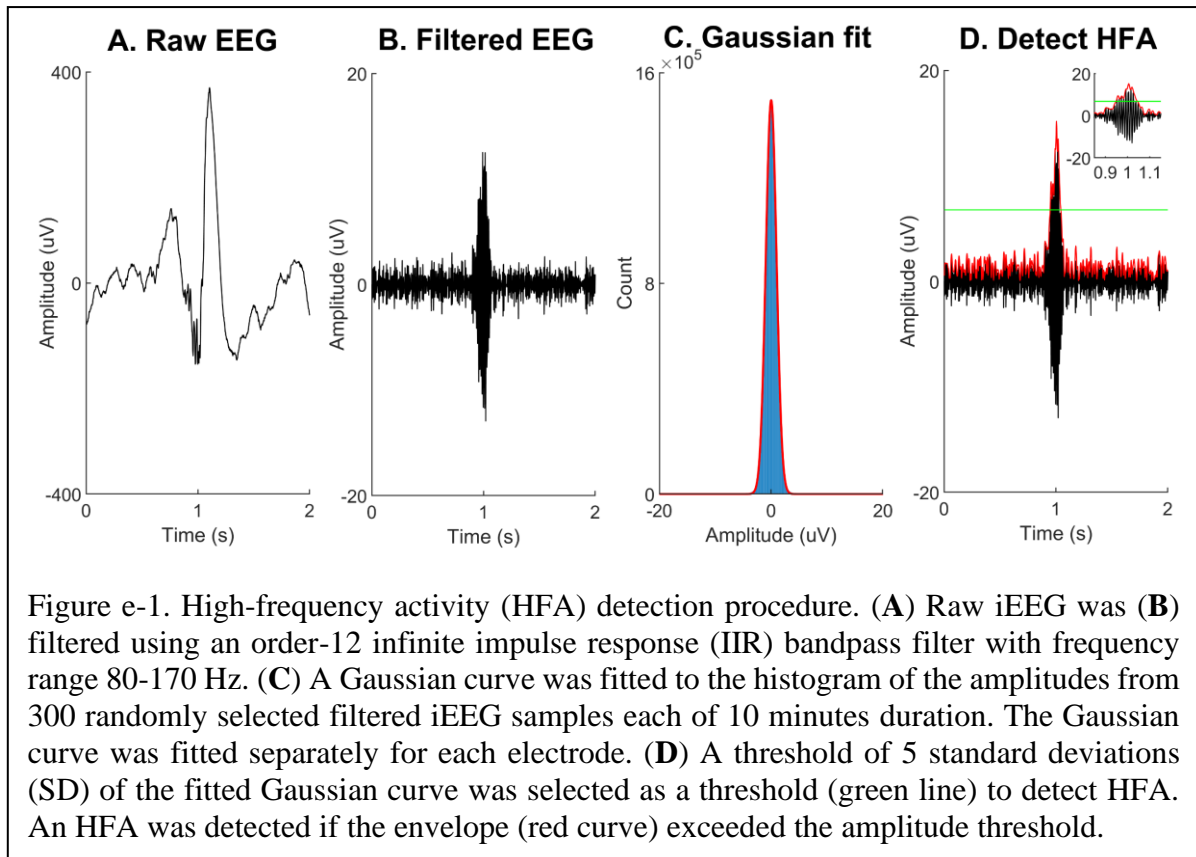 A. Raw EEG
400
0
-400
Amplitude (uV)
0
1
2
Time (s)
B. Filtered EEG
20
0
-20
Amplitude (uV)
0
1
2
Time (s)
C. Gaussian fit
×10⁵
16
8
0
Count
-20
0
20
Amplitude (uV)
D. Detect HFA
20
0
-20
Amplitude (uV)
0
1
2
Time (s)
20
0
-20
0.9 1 1.1
Figure e-1. High-frequency activity (HFA) detection procedure. (A) Raw iEEG was (B)
filtered using an order-12 infinite impulse response (IIR) bandpass filter with frequency
range 80-170 Hz. (C) A Gaussian curve was fitted to the histogram of the amplitudes from
300 randomly selected filtered iEEG samples each of 10 minutes duration. The Gaussian
curve was fitted separately for each electrode. (D) A threshold of 5 standard deviations
(SD) of the fitted Gaussian curve was selected as a threshold (green line) to detect HFA.
An HFA was detected if the envelope (red curve) exceeded the amplitude threshold.